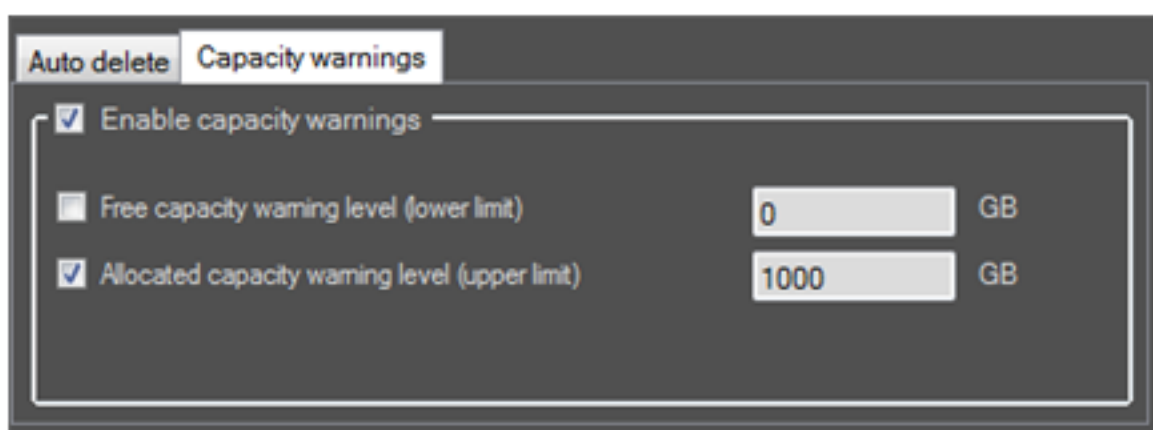 Auto delete Capacity warnings
Enable capacity warnings
Free capacity warning level (lower limit) 0 GB
Allocated capacity warning level (upper limit) 1000 GB